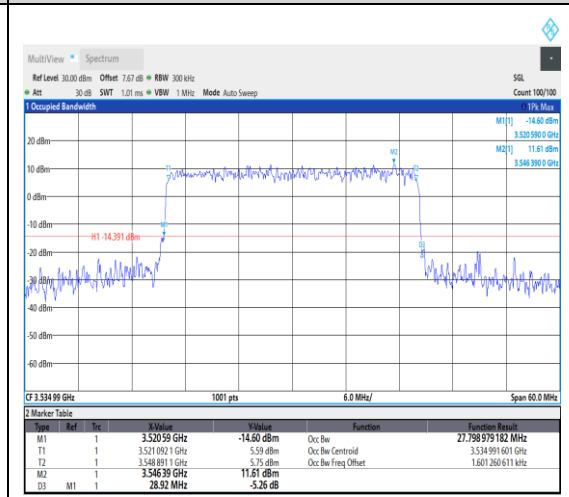 MultiView Spectrum
Ref Level 30.00 dBm Offset 7.67 dB RBW 300 kHz SGL
Att 30 dB SWT 1.01 ms VBW 1 MHz Mode Auto Sweep Count 100/100
1 Occupied Bandwidth 1Pk Max
M1[1] -14.60 dBm
3.520 590 0 GHz
M2[1] 11.61 dBm
3.546 390 0 GHz
20 dBm
10 dBm
0 dBm
-10 dBm
-20 dBm
-30 dBm
-40 dBm
-50 dBm
-60 dBm
T1
M2
T2
M1
H1 -14.391 dBm
D3
CF 3.534 99 GHz 1001 pts 6.0 MHz/ Span 60.0 MHz
2 Marker Table
Type Ref Trc X-Value Y-Value Function Function Result
M1 1 3.52059 GHz -14.60 dBm Occ Bw 27.798 979 182 MHz
T1 1 3.521 092 1 GHz 5.59 dBm Occ Bw Centroid 3.534 991 601 GHz
T2 1 3.548 891 1 GHz 5.75 dBm Occ Bw Freq Offset 1.601 260 611 kHz
M2 1 3.54639 GHz 11.61 dBm
D3 M1 1 28.92 MHz -5.26 dB